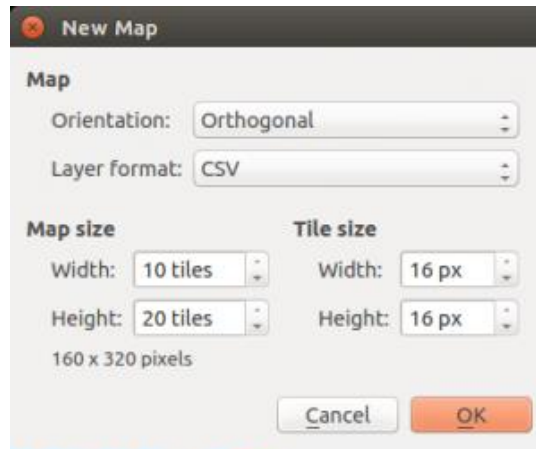 New Map
Map
Orientation: Orthogonal
Layer format: CSV
Map size Tile size
Width: 10 tiles Width: 16 px
Height: 20 tiles Height: 16 px
160 x 320 pixels
Cancel OK